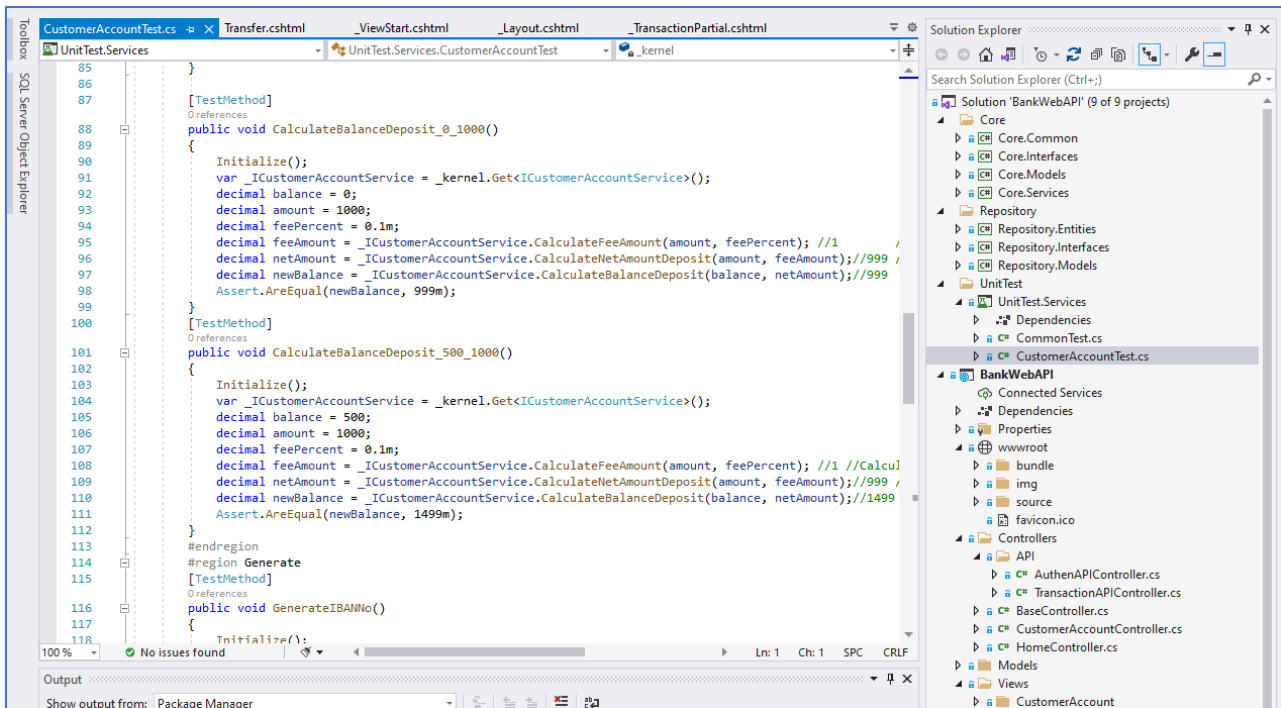 Toolbox
SQL Server Object Explorer
CustomerAccountTest.cs
Transfer.cshtml
_ViewStart.cshtml
_Layout.cshtml
_TransactionPartial.cshtml
UnitTest.Services
UnitTest.Services.CustomerAccountTest
_kernel
85 }
86
87 [TestMethod]
0 references
88 public void CalculateBalanceDeposit_0_1000()
89 {
90 Initialize();
91 var _ICustomerAccountService = _kernel.Get<ICustomerAccountService>();
92 decimal balance = 0;
93 decimal amount = 1000;
94 decimal feePercent = 0.1m;
95 decimal feeAmount = _ICustomerAccountService.CalculateFeeAmount(amount, feePercent); //1 /
96 decimal netAmount = _ICustomerAccountService.CalculateNetAmountDeposit(amount, feeAmount);//999 /
97 decimal newBalance = _ICustomerAccountService.CalculateBalanceDeposit(balance, netAmount);//999
98 Assert.AreEqual(newBalance, 999m);
99 }
100 [TestMethod]
0 references
101 public void CalculateBalanceDeposit_500_1000()
102 {
103 Initialize();
104 var _ICustomerAccountService = _kernel.Get<ICustomerAccountService>();
105 decimal balance = 500;
106 decimal amount = 1000;
107 decimal feePercent = 0.1m;
108 decimal feeAmount = _ICustomerAccountService.CalculateFeeAmount(amount, feePercent); //1 //Calcul
109 decimal netAmount = _ICustomerAccountService.CalculateNetAmountDeposit(amount, feeAmount);//999 /
110 decimal newBalance = _ICustomerAccountService.CalculateBalanceDeposit(balance, netAmount);//1499
111 Assert.AreEqual(newBalance, 1499m);
112 }
113 #endregion
114 #region Generate
115 [TestMethod]
0 references
116 public void GenerateIBANNo()
117 {
118 Initialize();
100 % No issues found Ln: 1 Ch: 1 SPC CRLF
Output
Show output from: Package Manager
Solution Explorer
Search Solution Explorer (Ctrl+;)
Solution 'BankWebAPI' (9 of 9 projects)
Core
C# Core.Common
C# Core.Interfaces
C# Core.Models
C# Core.Services
Repository
C# Repository.Entities
C# Repository.Interfaces
C# Repository.Models
UnitTest
UnitTest.Services
Dependencies
C# CommonTest.cs
C# CustomerAccountTest.cs
BankWebAPI
Connected Services
Dependencies
Properties
wwwroot
bundle
img
source
favicon.ico
Controllers
API
C# AuthenAPIController.cs
C# TransactionAPIController.cs
C# BaseController.cs
C# CustomerAccountController.cs
C# HomeController.cs
Models
Views
CustomerAccount